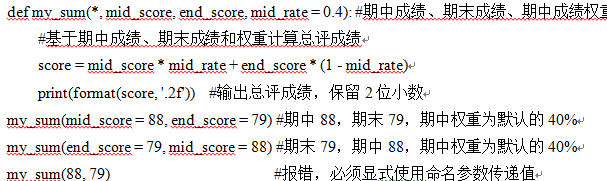 def my_sum(*, mid_score, end_score, mid_rate = 0.4): #期中成绩、期末成绩、期中成绩权重
#基于期中成绩、期末成绩和权重计算总评成绩
score = mid_score * mid_rate + end_score * (1 - mid_rate)
print(format(score, '.2f')) #输出总评成绩，保留 2 位小数
my_sum(mid_score = 88, end_score = 79) #期中 88，期末 79，期中权重为默认的 40%
my_sum(end_score = 79, mid_score = 88) #期末 79，期中 88，期中权重为默认的 40%
my_sum(88, 79) #报错，必须显式使用命名参数传递值